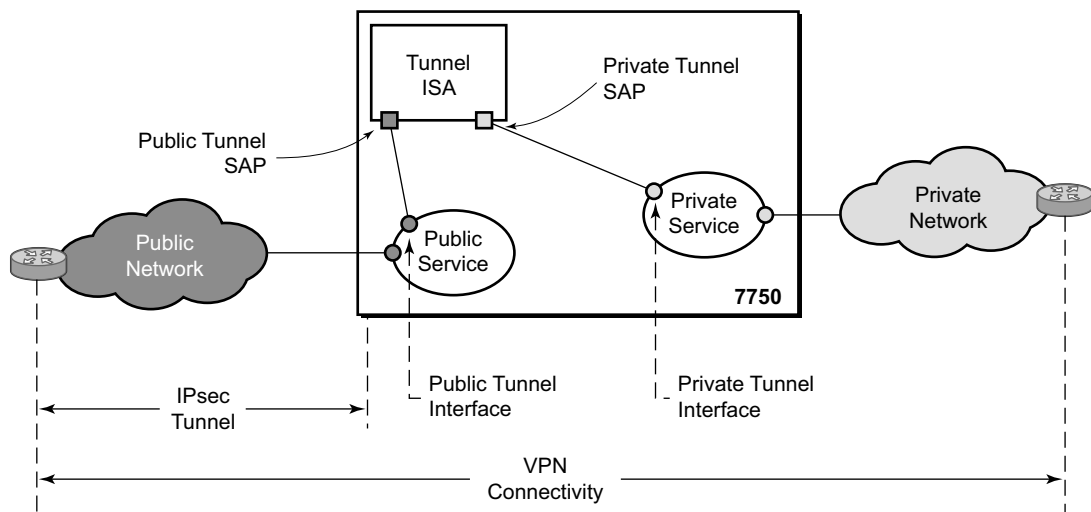 Tunnel
ISA
Private Tunnel
SAP
Public Tunnel
SAP
Public
Network
Public
Service
Private
Service
Private
Network
7750
IPsec
Tunnel
Public Tunnel
Interface
Private Tunnel
Interface
VPN
Connectivity